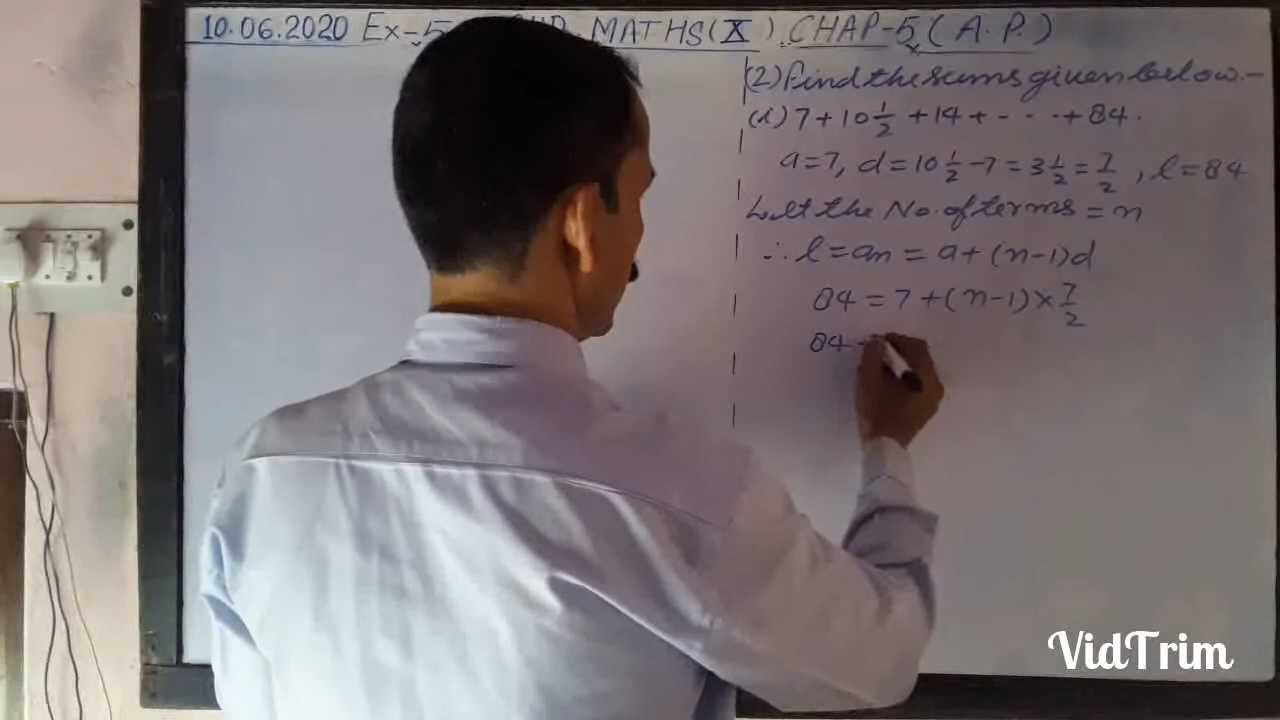 10.06.2020 Ex-5 MATHS(X) CHAP-5(A.P.)
(2) Find the sums given below:-
(i) 7+10 1/2 +14+ - - - +84.
a=7, d=10 1/2 -7 = 3 1/2 = 7/2 , l=84
Let the No. of terms = n
∴ l = an = a+(n-1)d
84 = 7+(n-1)× 7/2
84
VidTrim